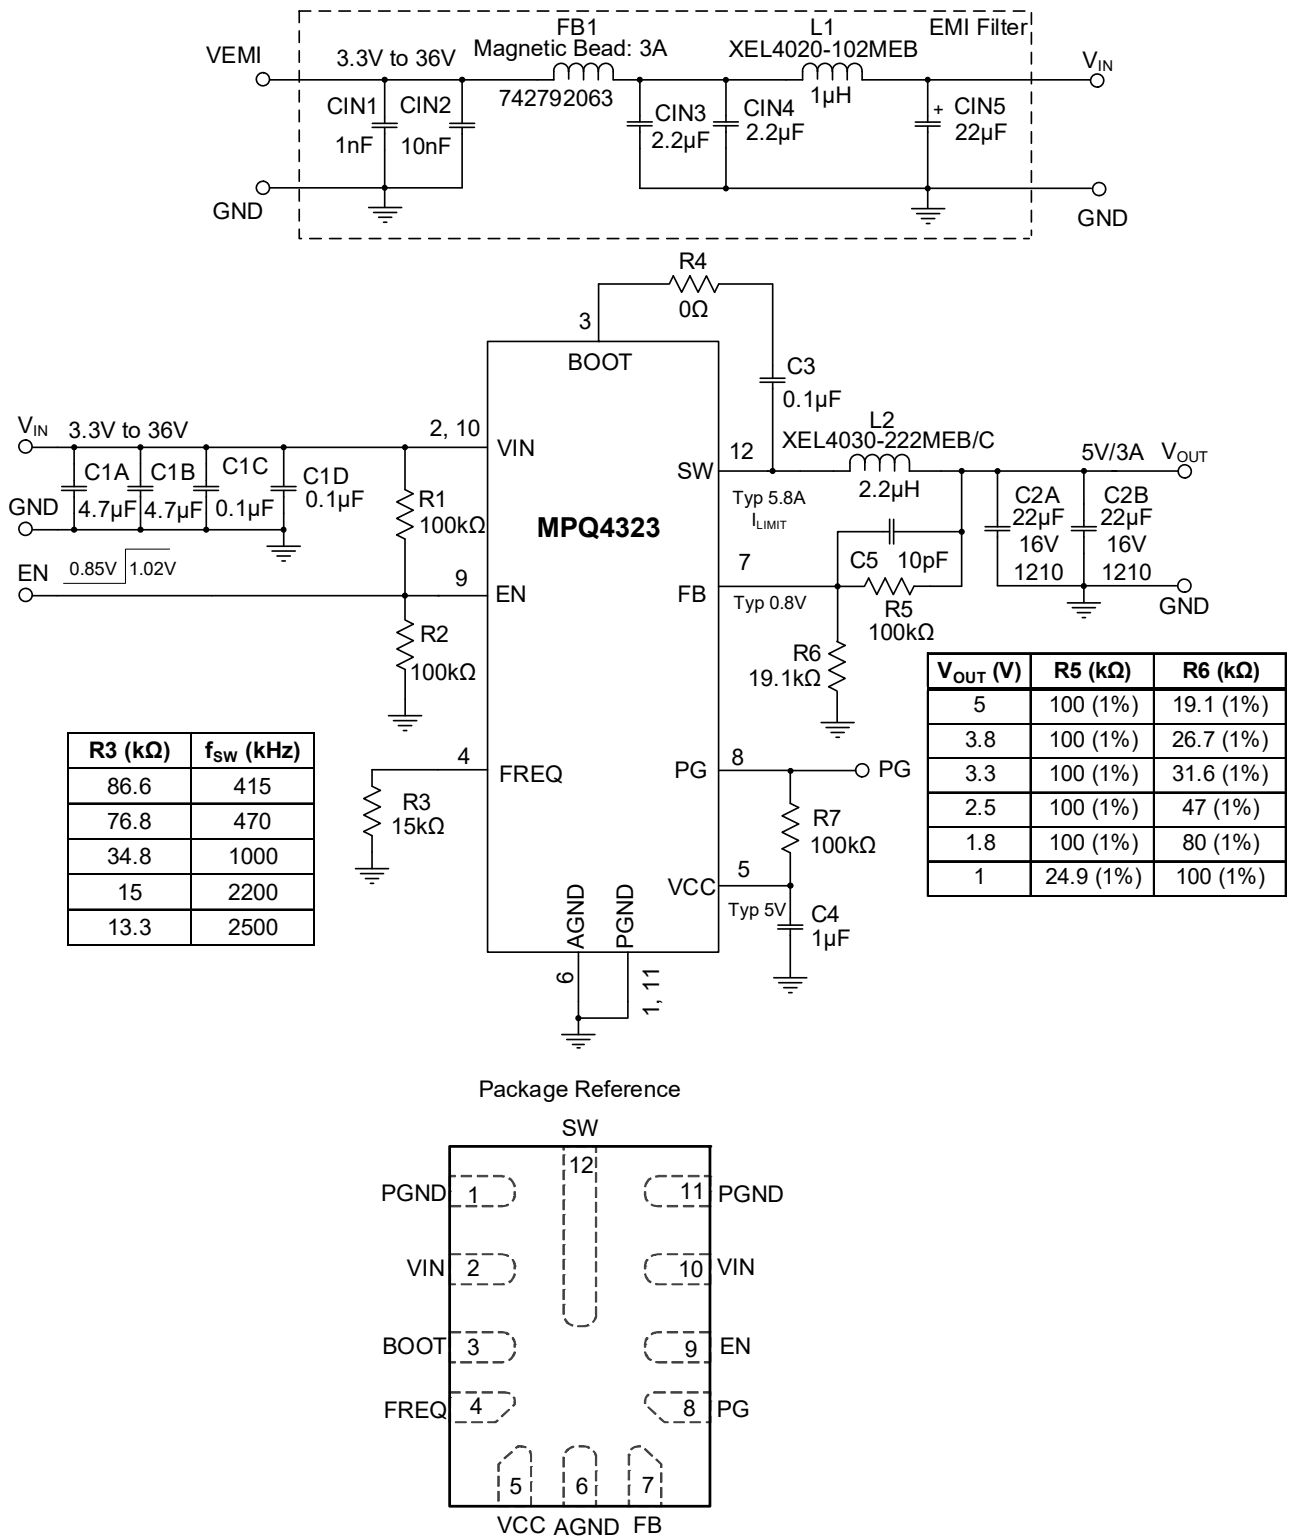 FB1
Magnetic Bead: 3A
742792063
L1
XEL4020-102MEB
1µH
EMI Filter
VEMI
3.3V to 36V
V_IN
CIN1
1nF
CIN2
10nF
CIN3
2.2µF
CIN4
2.2µF
+
CIN5
22µF
GND
GND
R4
0Ω
3
BOOT
C3
0.1µF
V_IN
3.3V to 36V
2, 10
VIN
C1A
4.7µF
C1B
4.7µF
C1C
0.1µF
C1D
0.1µF
GND
R1
100kΩ
EN
0.85V
1.02V
9
EN
R2
100kΩ
MPQ4323
12
SW
Typ 5.8A
I_LIMIT
L2
XEL4030-222MEB/C
2.2µH
5V/3A
V_OUT
C2A
22µF
16V
1210
C2B
22µF
16V
1210
GND
C5
10pF
7
FB
Typ 0.8V
R5
100kΩ
R6
19.1kΩ
V_OUT (V) R5 (kΩ) R6 (kΩ)
5 100 (1%) 19.1 (1%)
3.8 100 (1%) 26.7 (1%)
3.3 100 (1%) 31.6 (1%)
2.5 100 (1%) 47 (1%)
1.8 100 (1%) 80 (1%)
1 24.9 (1%) 100 (1%)
R3 (kΩ) f_SW (kHz)
86.6 415
76.8 470
34.8 1000
15 2200
13.3 2500
4
FREQ
R3
15kΩ
PG
8
PG
R7
100kΩ
5
VCC
Typ 5V
C4
1µF
AGND
PGND
6
1, 11
Package Reference
SW
12
PGND 1
11 PGND
VIN 2
10 VIN
BOOT 3
9 EN
FREQ 4
8 PG
5 6 7
VCC AGND FB